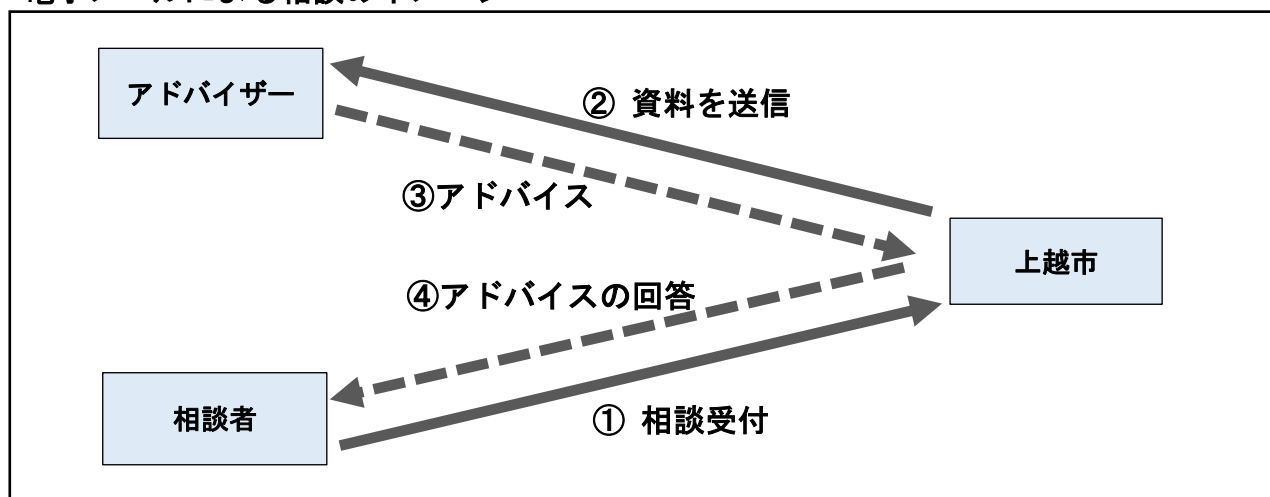 アドバイザー
② 資料を送信
③アドバイス
上越市
④アドバイスの回答
相談者
① 相談受付